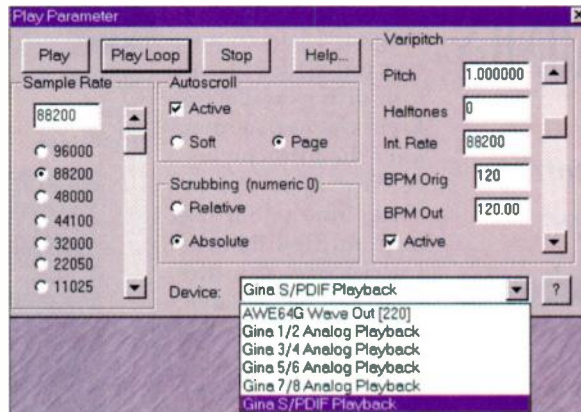 Play Parameter
Play
Play Loop
Stop
Help...
Sample Rate
88200
96000
88200
48000
44100
32000
22050
11025
Autoscroll
Active
Soft
Page
Scrubbing (numeric 0)
Relative
Absolute
Varipitch
Pitch 1.000000
Halftones 0
Int. Rate 88200
BPM Orig 120
BPM Out 120.00
Active
Device: Gina S/PDIF Playback ?
AWE64G Wave Out [220]
Gina 1/2 Analog Playback
Gina 3/4 Analog Playback
Gina 5/6 Analog Playback
Gina 7/8 Analog Playback
Gina S/PDIF Playback